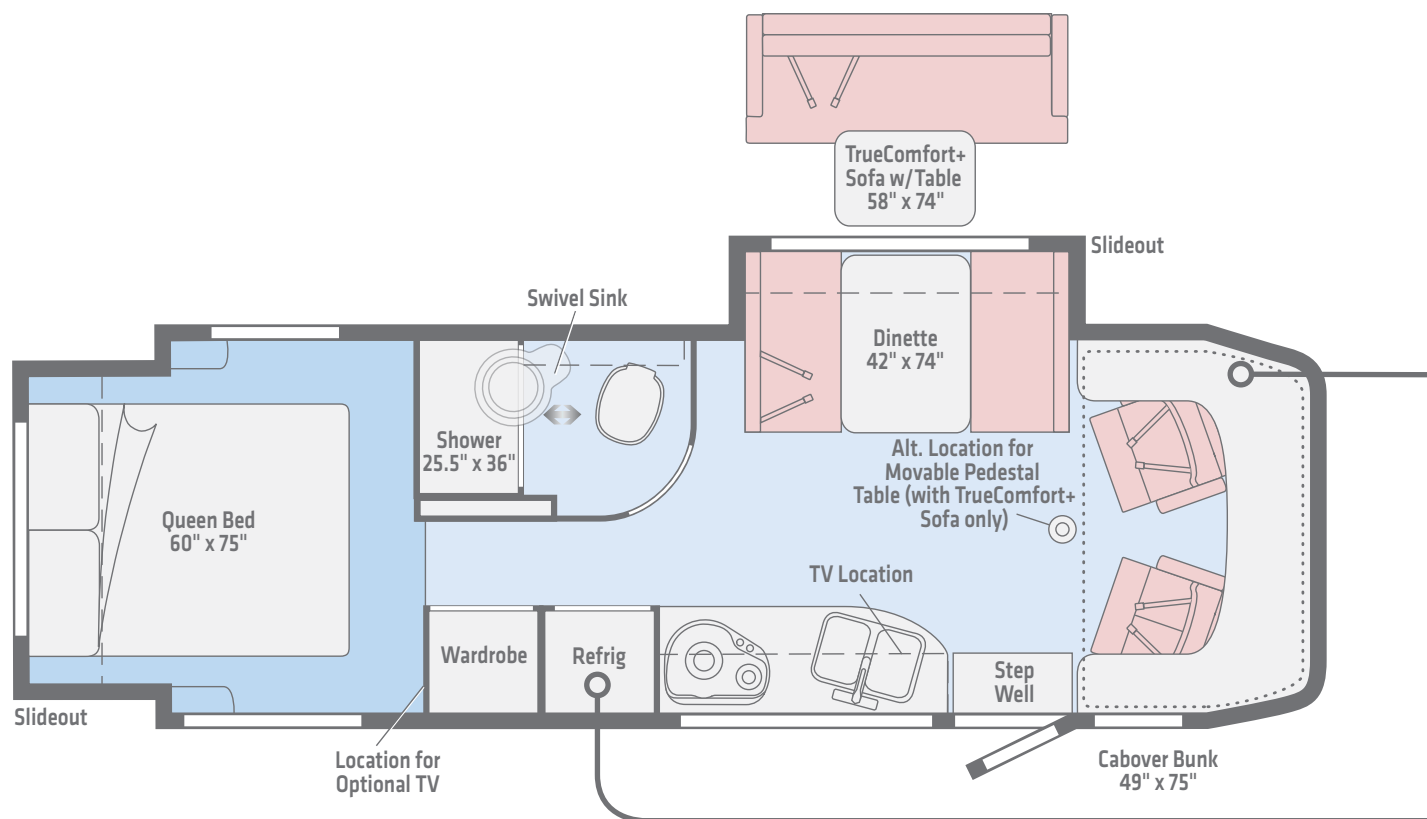 TrueComfort+
Sofa w/Table
58" x 74"
Slideout
Swivel Sink
Dinette
42" x 74"
Shower
25.5" x 36"
Alt. Location for
Movable Pedestal
Table (with TrueComfort+
Sofa only)
Queen Bed
60" x 75"
TV Location
Wardrobe
Refrig
Step
Well
Slideout
Location for
Optional TV
Cabover Bunk
49" x 75"